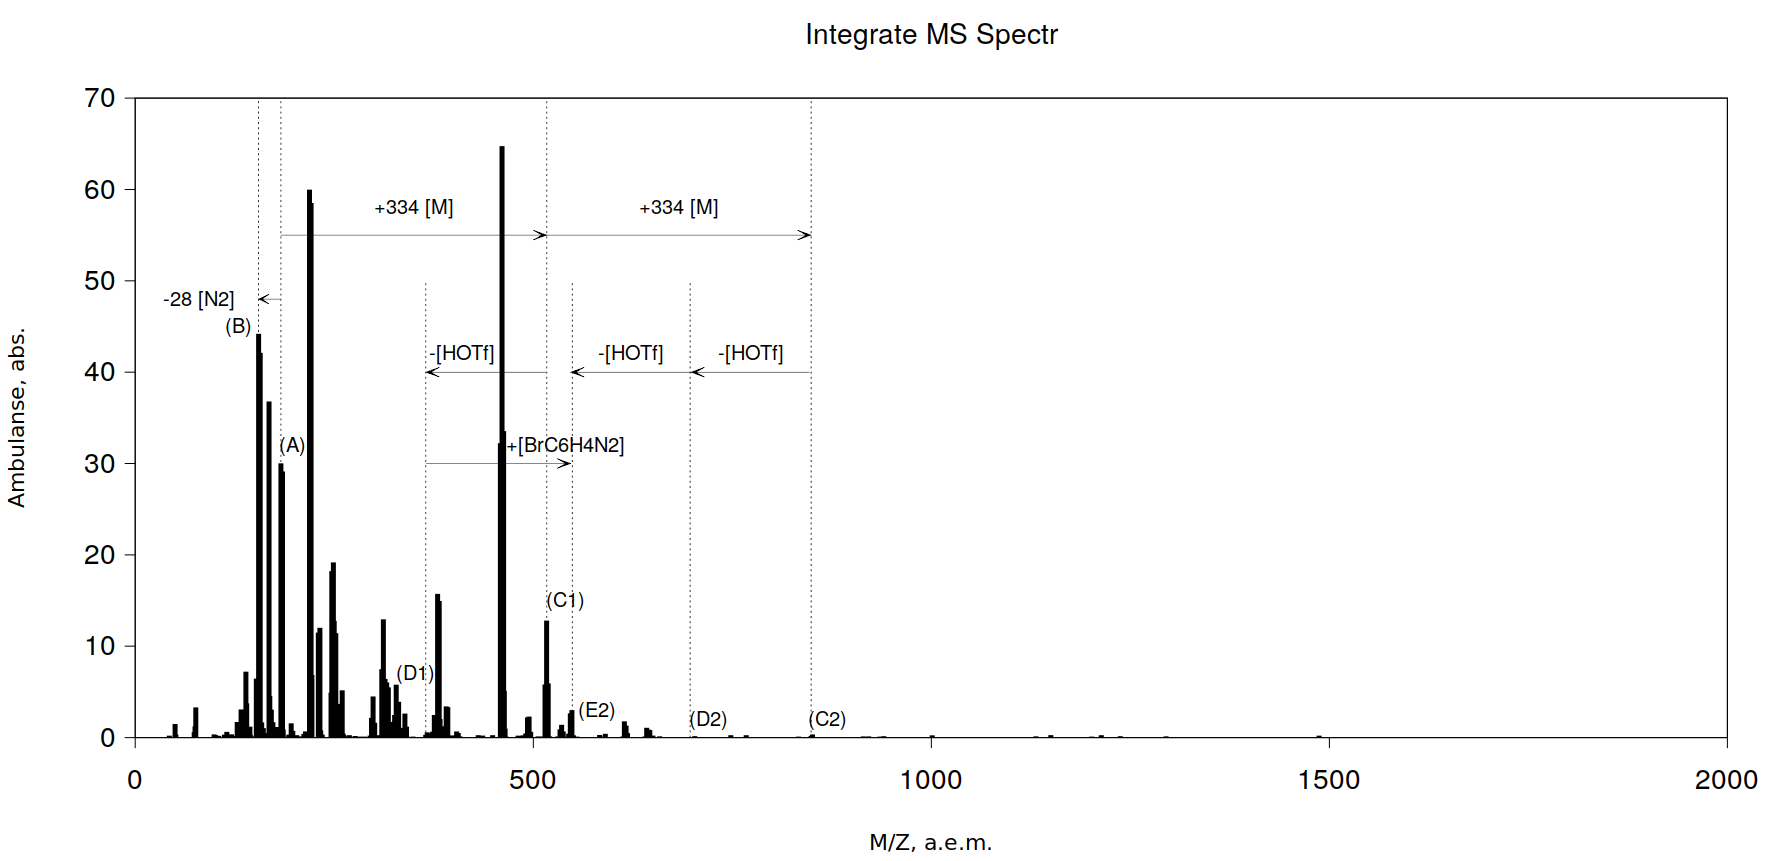 Integrate MS Spectr
70
60
50
40
30
20
10
0
Ambulanse, abs.
+334 [M]
+334 [M]
-28 [N2]
(B)
-[HOTf]
-[HOTf]
-[HOTf]
(A)
+[BrC6H4N2]
(C1)
(D1)
(E2)
(D2)
(C2)
0
500
1000
1500
2000
M/Z, a.e.m.